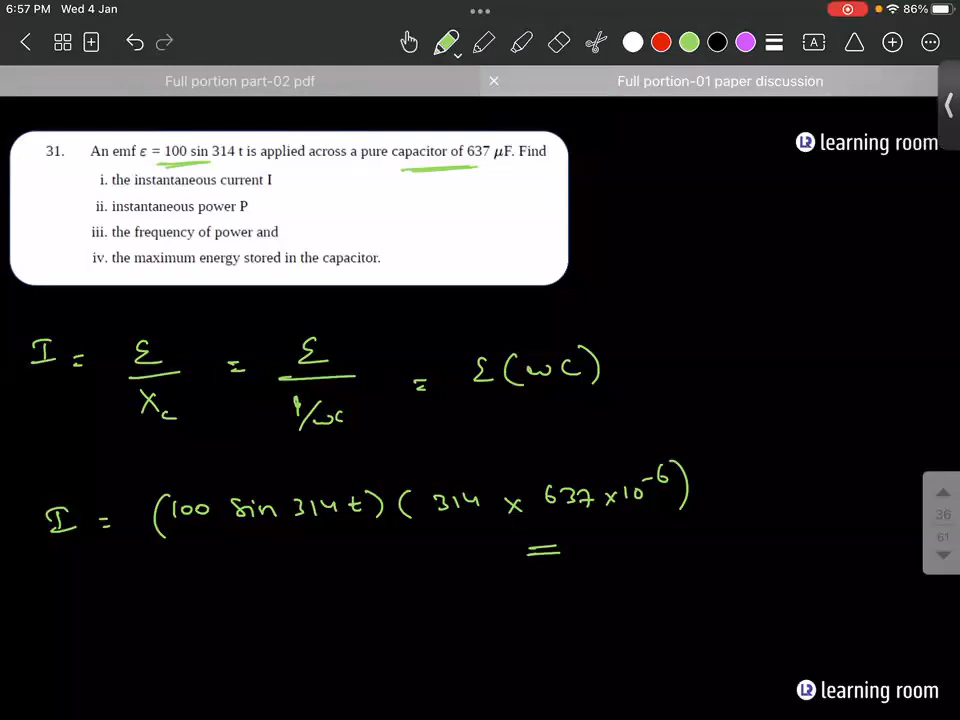 6:57 PM Wed 4 Jan
86%
Full portion part-02 pdf
Full portion-01 paper discussion
A
31. An emf ε = 100 sin 314 t is applied across a pure capacitor of 637 μF. Find
i. the instantaneous current I
ii. instantaneous power P
iii. the frequency of power and
iv. the maximum energy stored in the capacitor.
LR learning room
I = ε/Xc = ε/(1/ωc) = ε(ωC)
I = (100 sin 314t)(314 × 637×10⁻⁶)
36
61
LR learning room